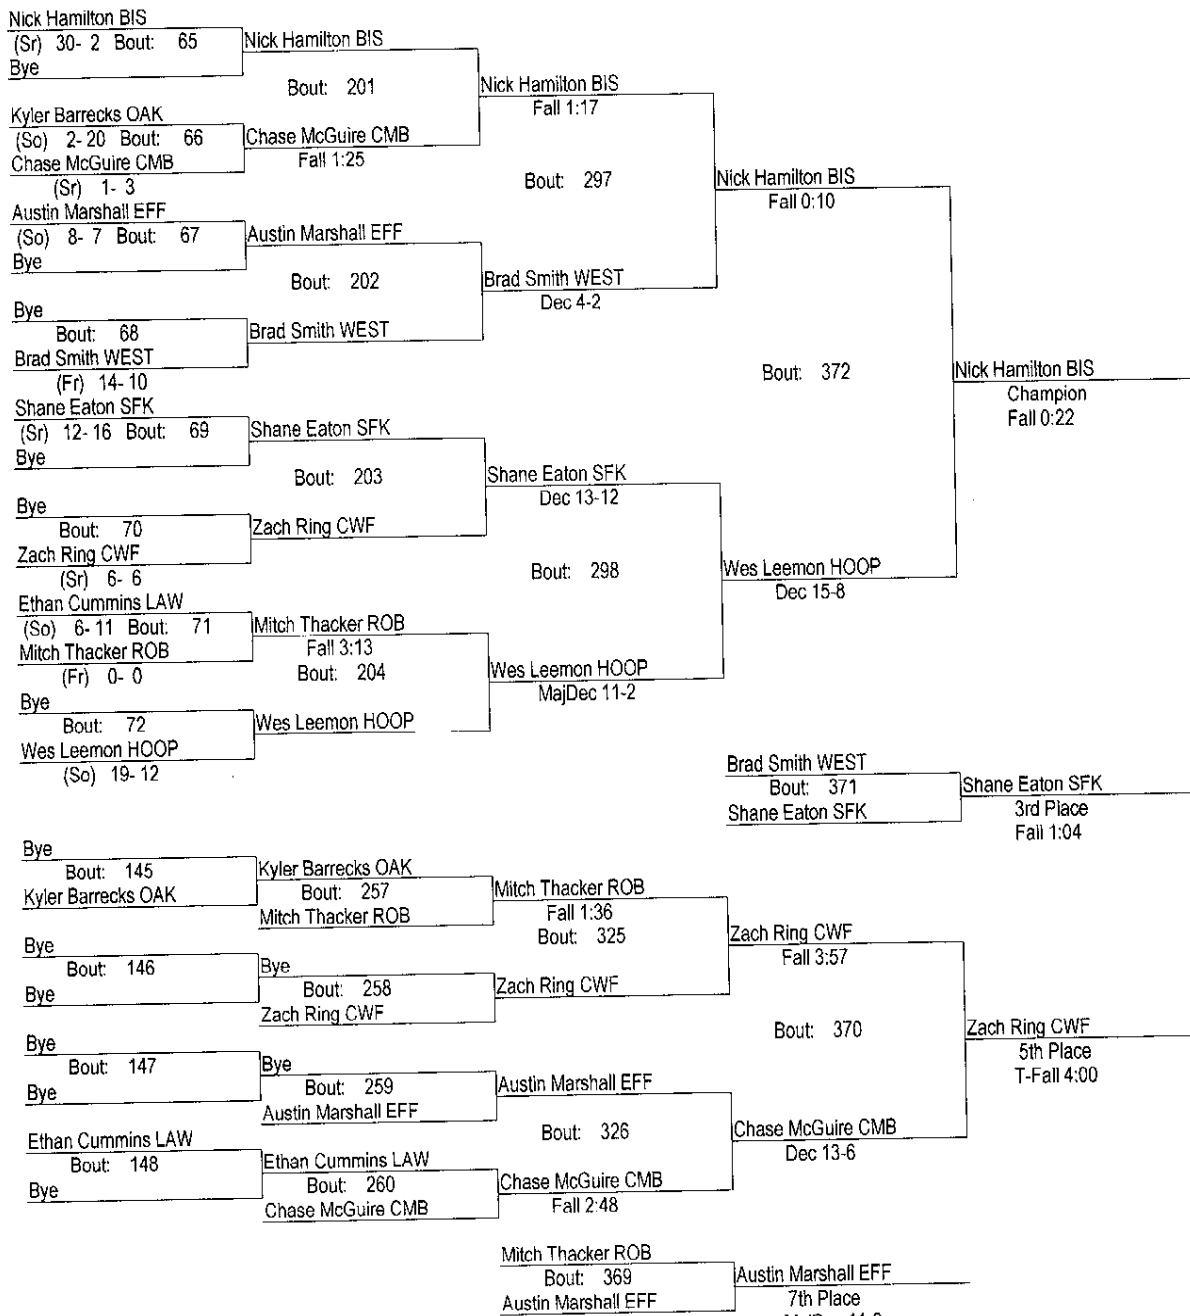 Nick Hamilton BIS
(Sr) 30- 2 Bout: 65
Bye
Nick Hamilton BIS
Bout: 201
Kyler Barrecks OAK
(So) 2- 20 Bout: 66
Chase McGuire CMB
(Sr) 1- 3
Chase McGuire CMB
Fall 1:25
Nick Hamilton BIS
Fall 1:17
Bout: 297
Austin Marshall EFF
(So) 8- 7 Bout: 67
Bye
Austin Marshall EFF
Bout: 202
Bye
Bout: 68
Brad Smith WEST
(Fr) 14- 10
Brad Smith WEST
Brad Smith WEST
Dec 4-2
Nick Hamilton BIS
Fall 0:10
Bout: 372
Nick Hamilton BIS
Champion
Fall 0:22
Shane Eaton SFK
(Sr) 12- 16 Bout: 69
Bye
Shane Eaton SFK
Bout: 203
Bye
Bout: 70
Zach Ring CWF
(Sr) 6- 6
Zach Ring CWF
Shane Eaton SFK
Dec 13-12
Bout: 298
Ethan Cummins LAW
(So) 6- 11 Bout: 71
Mitch Thacker ROB
(Fr) 0- 0
Mitch Thacker ROB
Fall 3:13
Bout: 204
Bye
Bout: 72
Wes Leemon HOOP
(So) 19- 12
Wes Leemon HOOP
Wes Leemon HOOP
MajDec 11-2
Wes Leemon HOOP
Dec 15-8
Brad Smith WEST
Bout: 371
Shane Eaton SFK
Shane Eaton SFK
3rd Place
Fall 1:04
Bye
Bout: 145
Kyler Barrecks OAK
Kyler Barrecks OAK
Bout: 257
Mitch Thacker ROB
Mitch Thacker ROB
Fall 1:36
Bout: 325
Bye
Bout: 146
Bye
Bye
Bout: 258
Zach Ring CWF
Zach Ring CWF
Zach Ring CWF
Fall 3:57
Bout: 370
Bye
Bout: 147
Bye
Bye
Bout: 259
Austin Marshall EFF
Austin Marshall EFF
Bout: 326
Ethan Cummins LAW
Bout: 148
Bye
Ethan Cummins LAW
Bout: 260
Chase McGuire CMB
Chase McGuire CMB
Fall 2:48
Chase McGuire CMB
Dec 13-6
Zach Ring CWF
5th Place
T-Fall 4:00
Mitch Thacker ROB
Bout: 369
Austin Marshall EFF
Austin Marshall EFF
7th Place